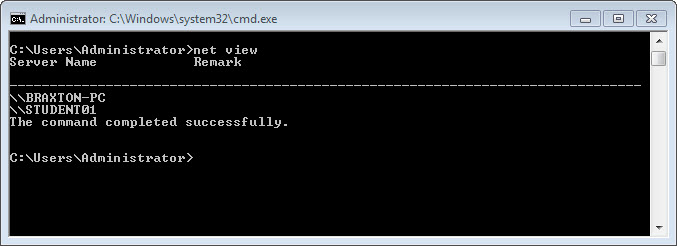 Administrator: C:\Windows\system32\cmd.exe
C:\Users\Administrator>net view
Server Name            Remark
-------------------------------------------------------------------------------
\\BRAXTON-PC
\\STUDENT01
The command completed successfully.
C:\Users\Administrator>